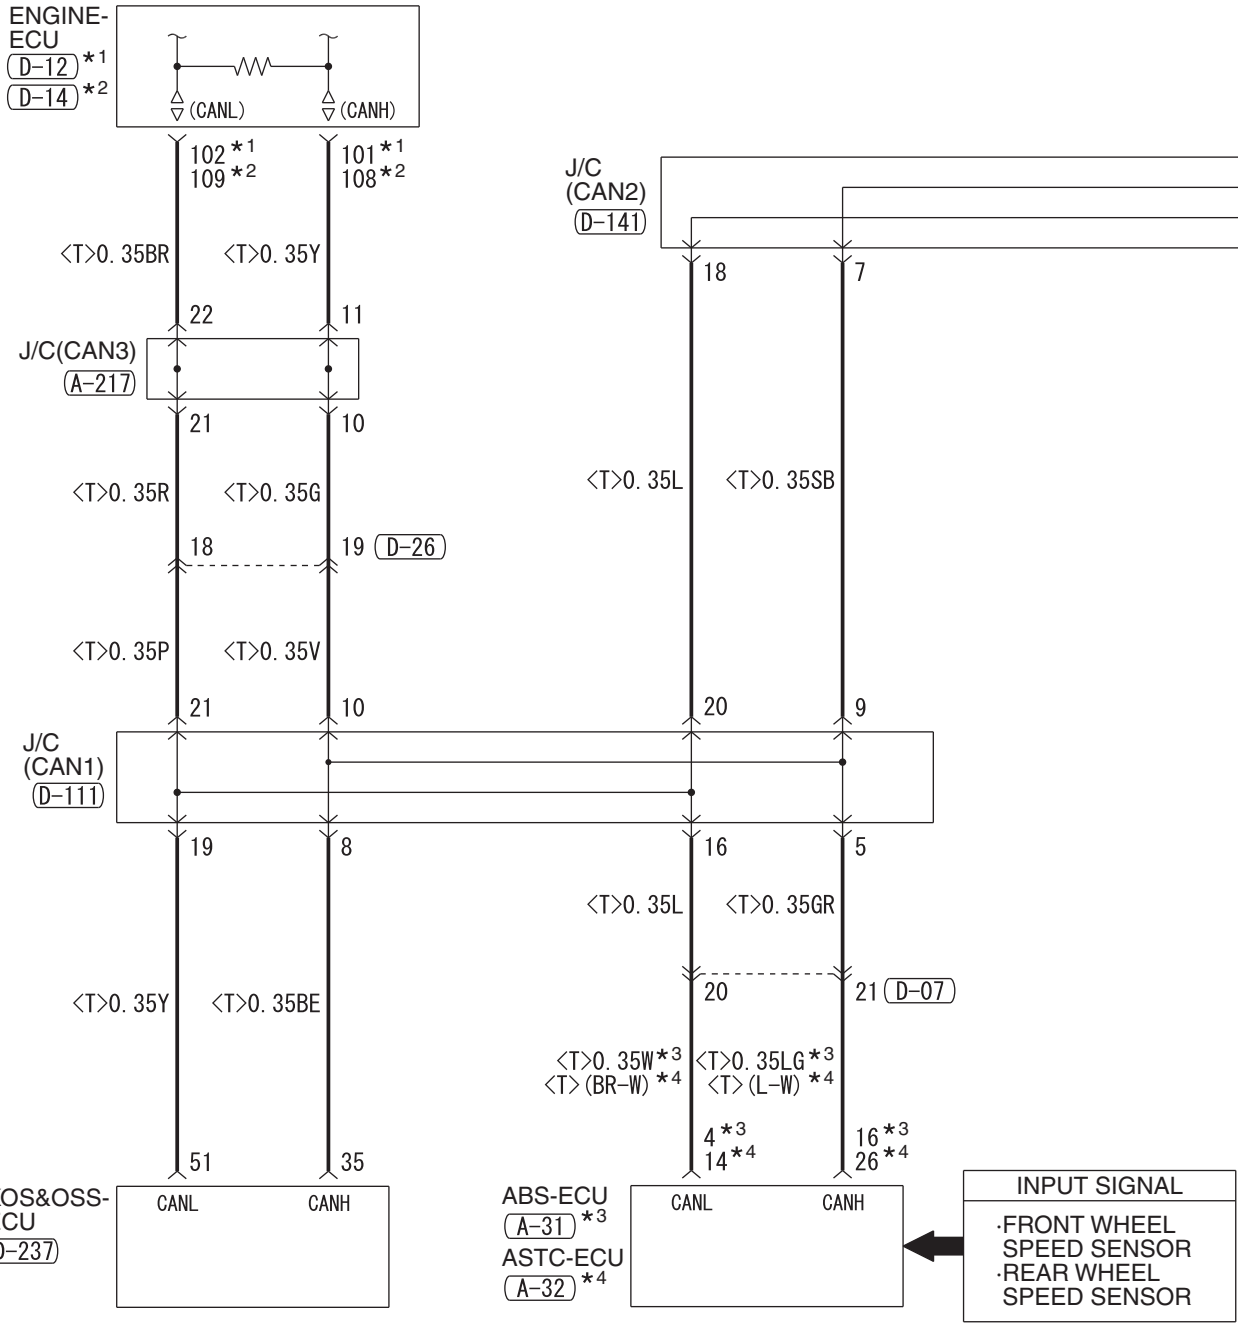 ENGINE-
ECU
D-12 *1
D-14 *2
(CANL) (CANH)
102 *1 101 *1
109 *2 108 *2
J/C
(CAN2)
D-141
18 7
<T>0.35BR <T>0.35Y
22 11
J/C(CAN3)
A-217
21 10
<T>0.35R <T>0.35G
<T>0.35L <T>0.35SB
18 19 D-26
<T>0.35P <T>0.35V
21 10 20 9
J/C
(CAN1)
D-111
19 8 16 5
<T>0.35L <T>0.35GR
<T>0.35Y <T>0.35BE
20 21 D-07
<T>0.35W *3 <T>0.35LG *3
<T>(BR-W) *4 <T>(L-W) *4
4 *3 16 *3
14 *4 26 *4
51 35
OS&OSS-
CU
-237
CANL CANH
ABS-ECU
A-31 *3
ASTC-ECU
A-32 *4
CANL CANH
INPUT SIGNAL
·FRONT WHEEL
SPEED SENSOR
·REAR WHEEL
SPEED SENSOR